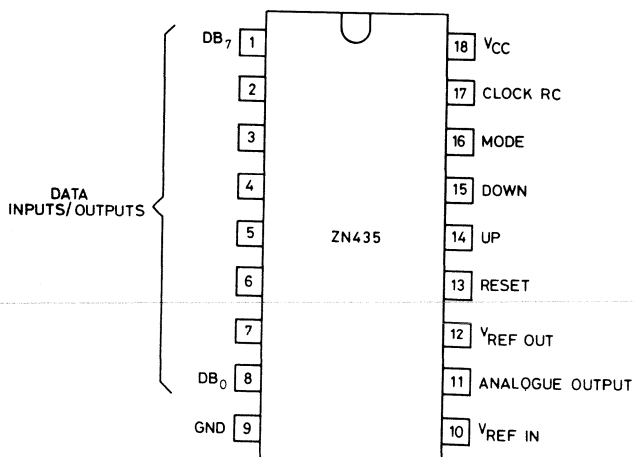 DB7 1
18 VCC
2
17 CLOCK RC
3
16 MODE
DATA
INPUTS/OUTPUTS
4
15 DOWN
5
ZN435
14 UP
6
13 RESET
7
12 VREF OUT
DB0 8
11 ANALOGUE OUTPUT
GND 9
10 VREF IN